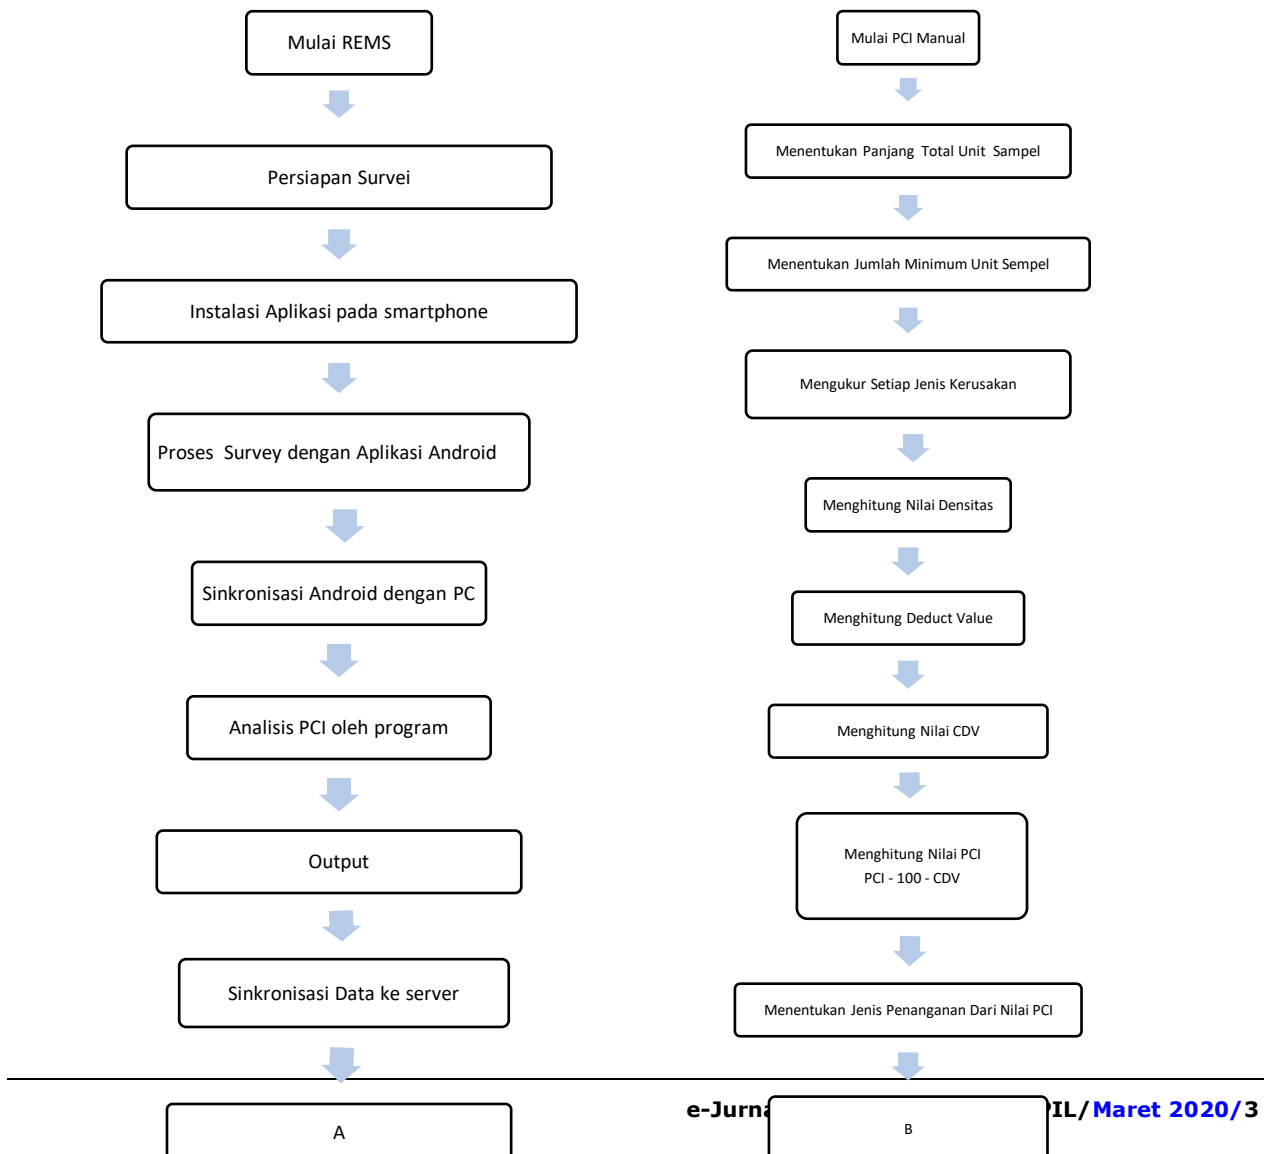 Mulai REMS
Persiapan Survei
Instalasi Aplikasi pada smartphone
Proses Survey dengan Aplikasi Android
Sinkronisasi Android dengan PC
Analisis PCI oleh program
Output
Sinkronisasi Data ke server
A
Mulai PCI Manual
Menentukan Panjang Total Unit Sampel
Menentukan Jumlah Minimum Unit Sempel
Mengukur Setiap Jenis Kerusakan
Menghitung Nilai Densitas
Menghitung Deduct Value
Menghitung Nilai CDV
Menghitung Nilai PCI
PCI - 100 - CDV
Menentukan Jenis Penanganan Dari Nilai PCI
B
e-Jurna IL/Maret 2020/3